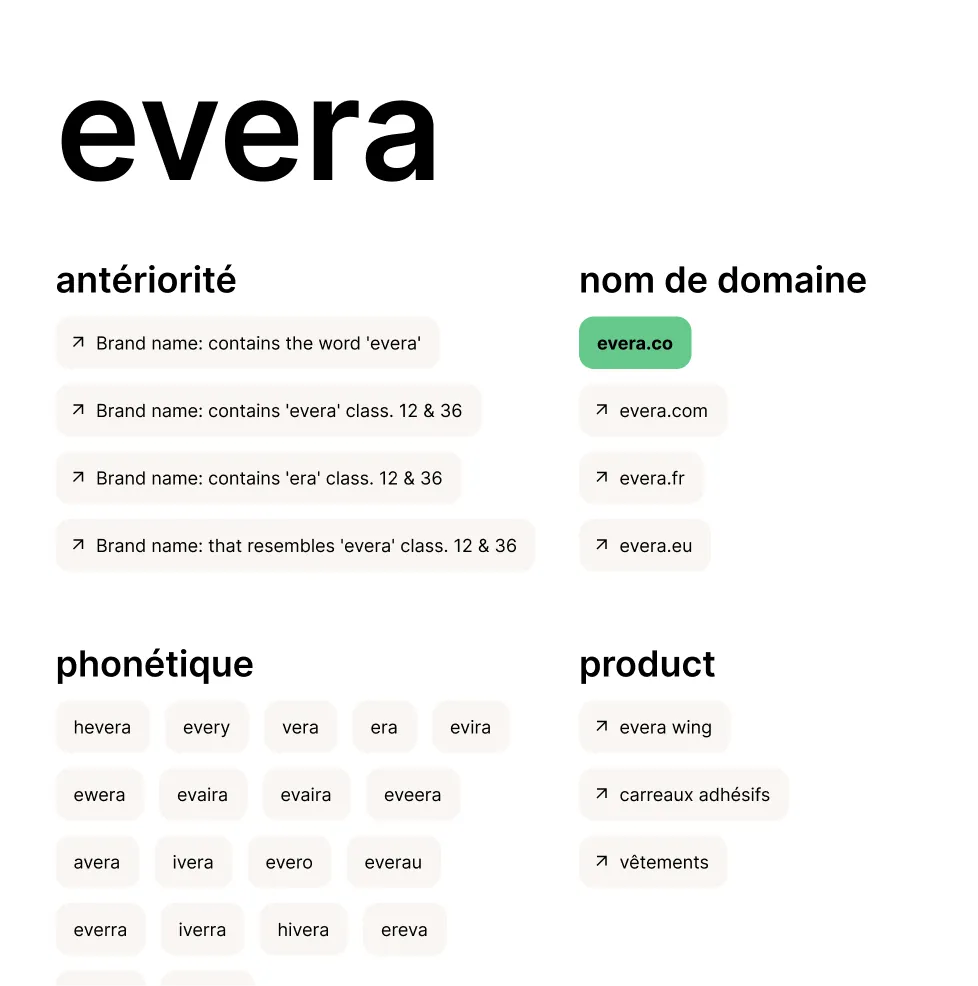 evera
antériorité
Brand name: contains the word 'evera'
Brand name: contains 'evera' class. 12 & 36
Brand name: contains 'era' class. 12 & 36
Brand name: that resembles 'evera' class. 12 & 36
nom de domaine
evera.co
evera.com
evera.fr
evera.eu
phonétique
hevera every vera era evira
ewera evaira evaira eveera
avera ivera evero everau
everra iverra hivera ereva
product
evera wing
carreaux adhésifs
vêtements